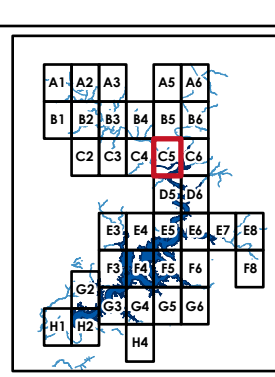 A1 A2 A3 A5 A6
B1 B2 B3 B4 B5 B6
C2 C3 C4 C5 C6
D5 D6
E3 E4 E5 E6 E7 E8
F3 F4 F5 F6 F8
G2 G3 G4 G5 G6
H1 H2 H4